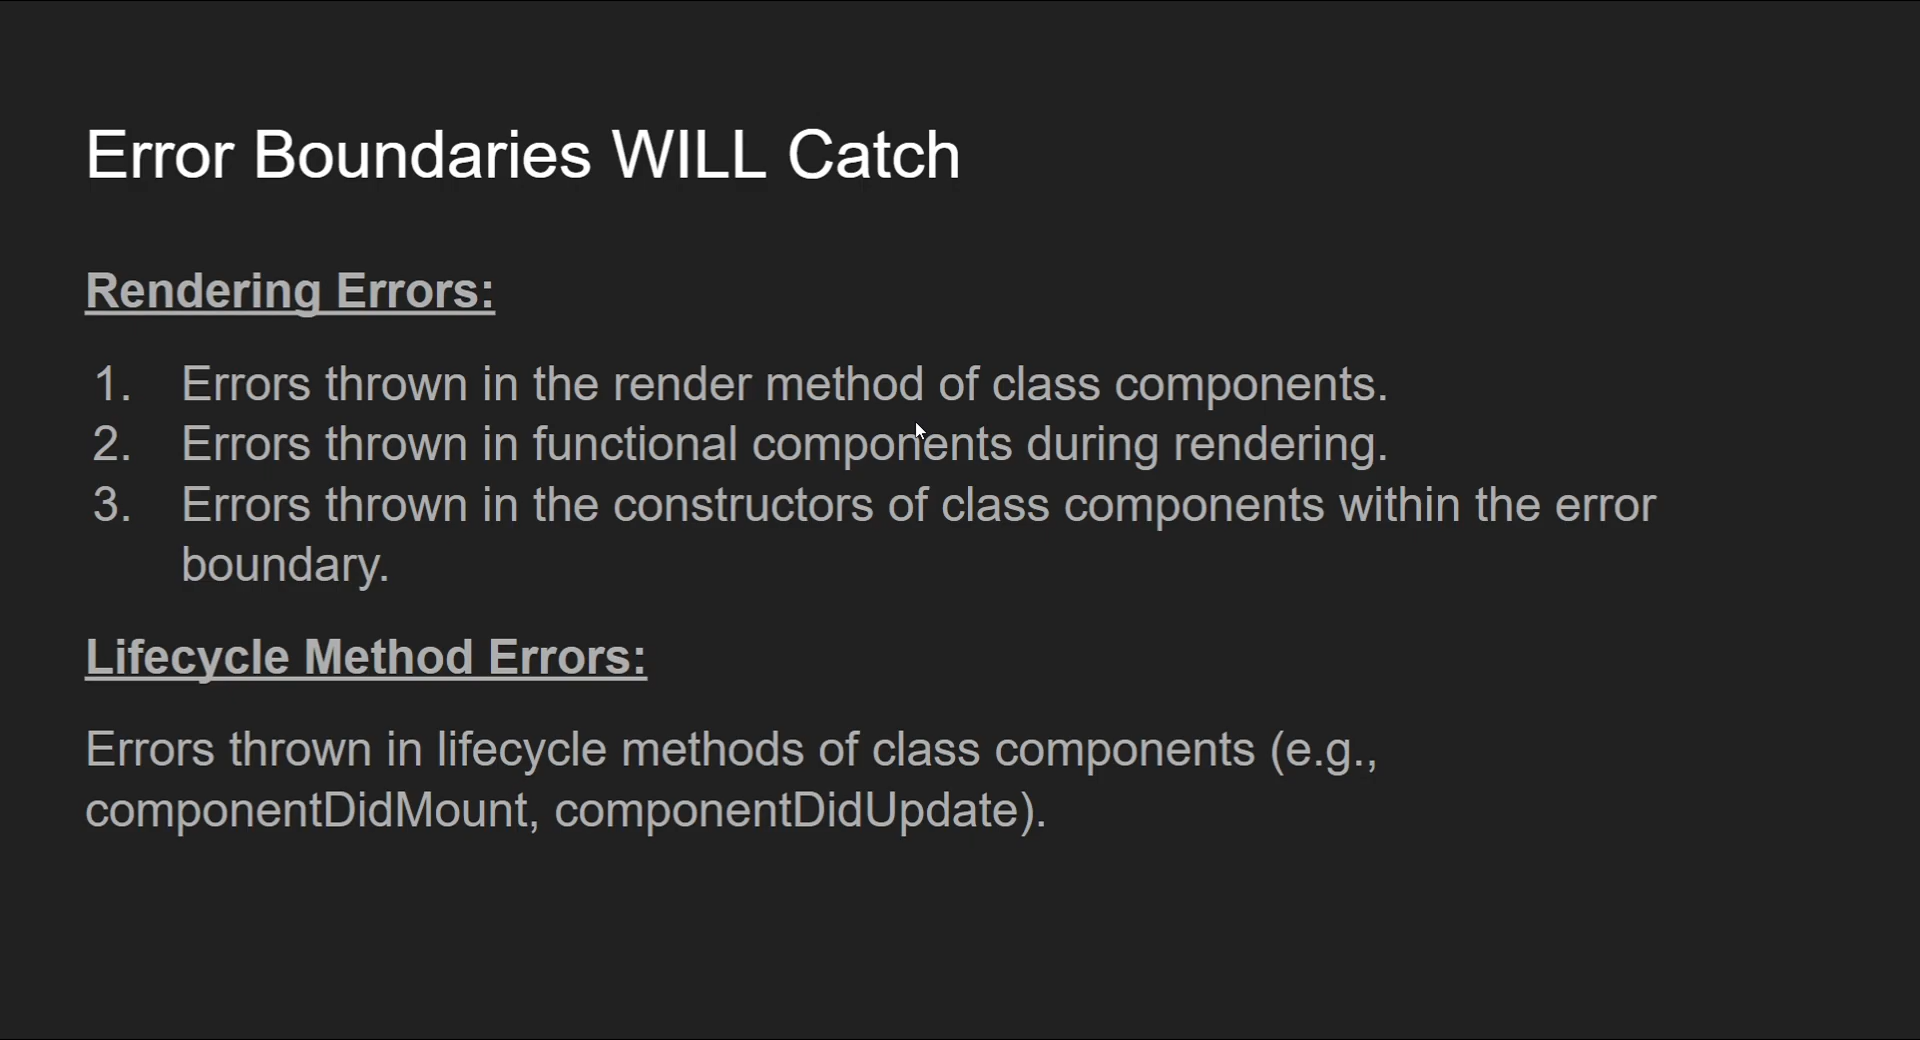 Error Boundaries WILL Catch
Rendering Errors:
1. Errors thrown in the render method of class components.
2. Errors thrown in functional components during rendering.
3. Errors thrown in the constructors of class components within the error
boundary.
Lifecycle Method Errors:
Errors thrown in lifecycle methods of class components (e.g.,
componentDidMount, componentDidUpdate).